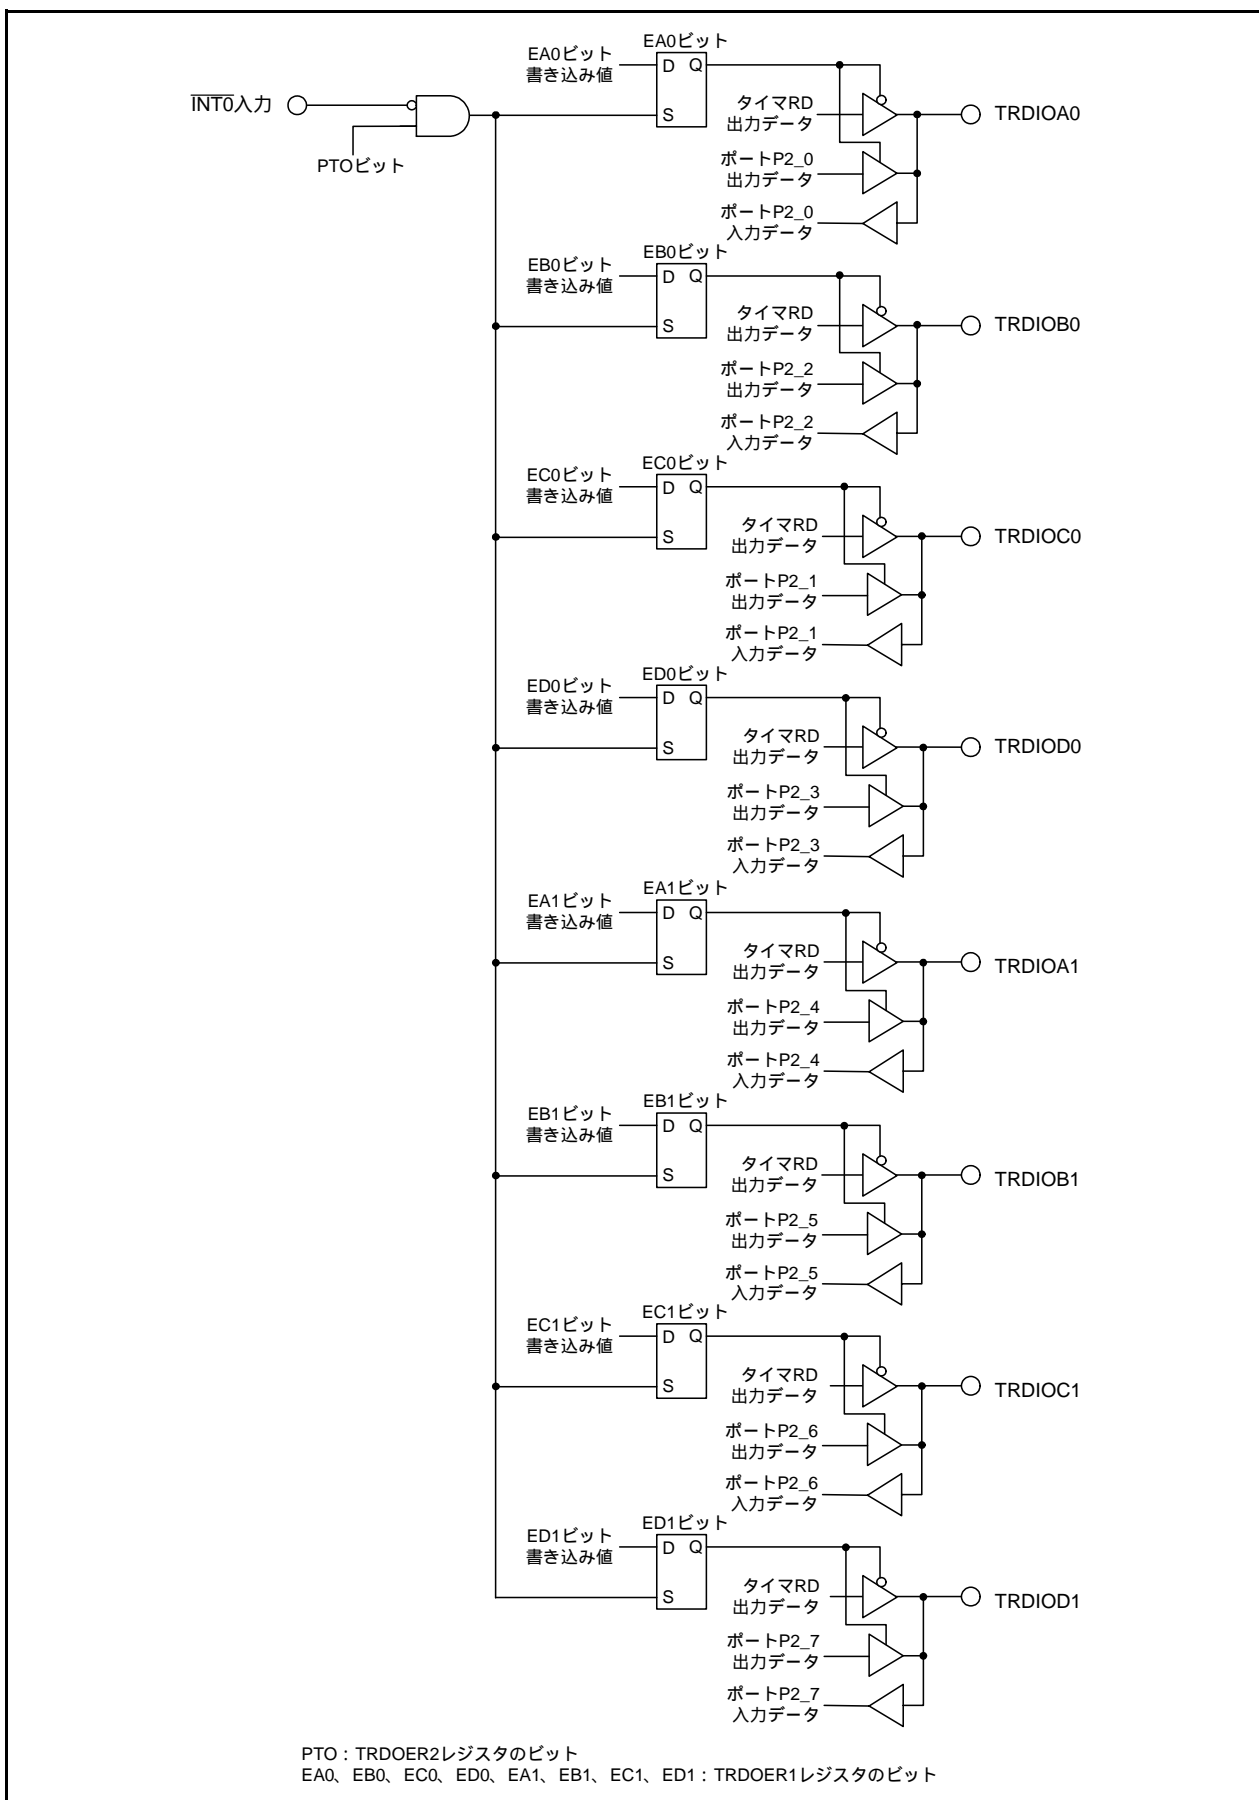 EA0ビット
EA0ビット
書き込み値
D Q
S
INT0入力
PTOビット
タイマRD
出力データ
TRDIOA0
ポートP2_0
出力データ
ポートP2_0
入力データ
EB0ビット
EB0ビット
書き込み値
D Q
S
タイマRD
出力データ
TRDIOB0
ポートP2_2
出力データ
ポートP2_2
入力データ
EC0ビット
EC0ビット
書き込み値
D Q
S
タイマRD
出力データ
TRDIOC0
ポートP2_1
出力データ
ポートP2_1
入力データ
ED0ビット
ED0ビット
書き込み値
D Q
S
タイマRD
出力データ
TRDIOD0
ポートP2_3
出力データ
ポートP2_3
入力データ
EA1ビット
EA1ビット
書き込み値
D Q
S
タイマRD
出力データ
TRDIOA1
ポートP2_4
出力データ
ポートP2_4
入力データ
EB1ビット
EB1ビット
書き込み値
D Q
S
タイマRD
出力データ
TRDIOB1
ポートP2_5
出力データ
ポートP2_5
入力データ
EC1ビット
EC1ビット
書き込み値
D Q
S
タイマRD
出力データ
TRDIOC1
ポートP2_6
出力データ
ポートP2_6
入力データ
ED1ビット
ED1ビット
書き込み値
D Q
S
タイマRD
出力データ
TRDIOD1
ポートP2_7
出力データ
ポートP2_7
入力データ
PTO：TRDOER2レジスタのビット
EA0、EB0、EC0、ED0、EA1、EB1、EC1、ED1：TRDOER1レジスタのビット